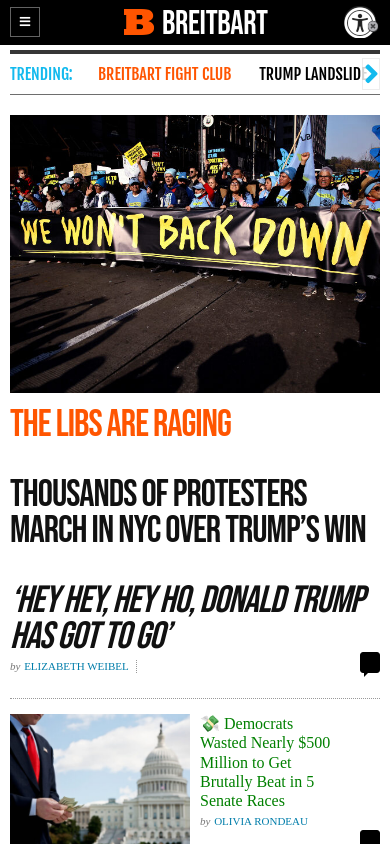 BREITBART
TRENDING:
BREITBART FIGHT CLUB
TRUMP LANDSLID
WE WON'T BACK DOWN
THE LIBS ARE RAGING
THOUSANDS OF PROTESTERS
MARCH IN NYC OVER TRUMP'S WIN
‘HEY HEY, HEY HO, DONALD TRUMP
HAS GOT TO GO’
by ELIZABETH WEIBEL
💸 Democrats
Wasted Nearly $500
Million to Get
Brutally Beat in 5
Senate Races
by OLIVIA RONDEAU